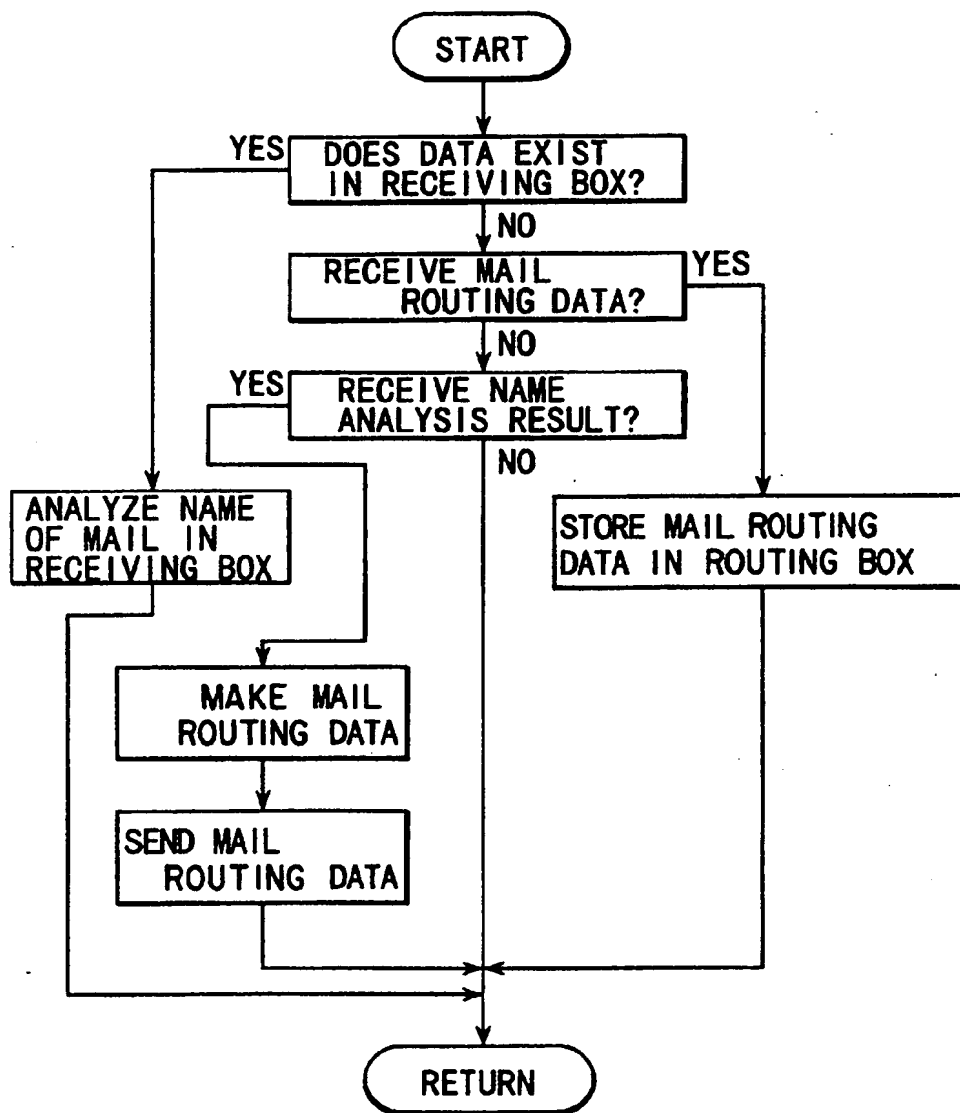 START
YES
DOES DATA EXIST
IN RECEIVING BOX?
NO
RECEIVE MAIL
ROUTING DATA?
YES
NO
YES
RECEIVE NAME
ANALYSIS RESULT?
NO
ANALYZE NAME
OF MAIL IN
RECEIVING BOX
STORE MAIL ROUTING
DATA IN ROUTING BOX
MAKE MAIL
ROUTING DATA
SEND MAIL
ROUTING DATA
RETURN